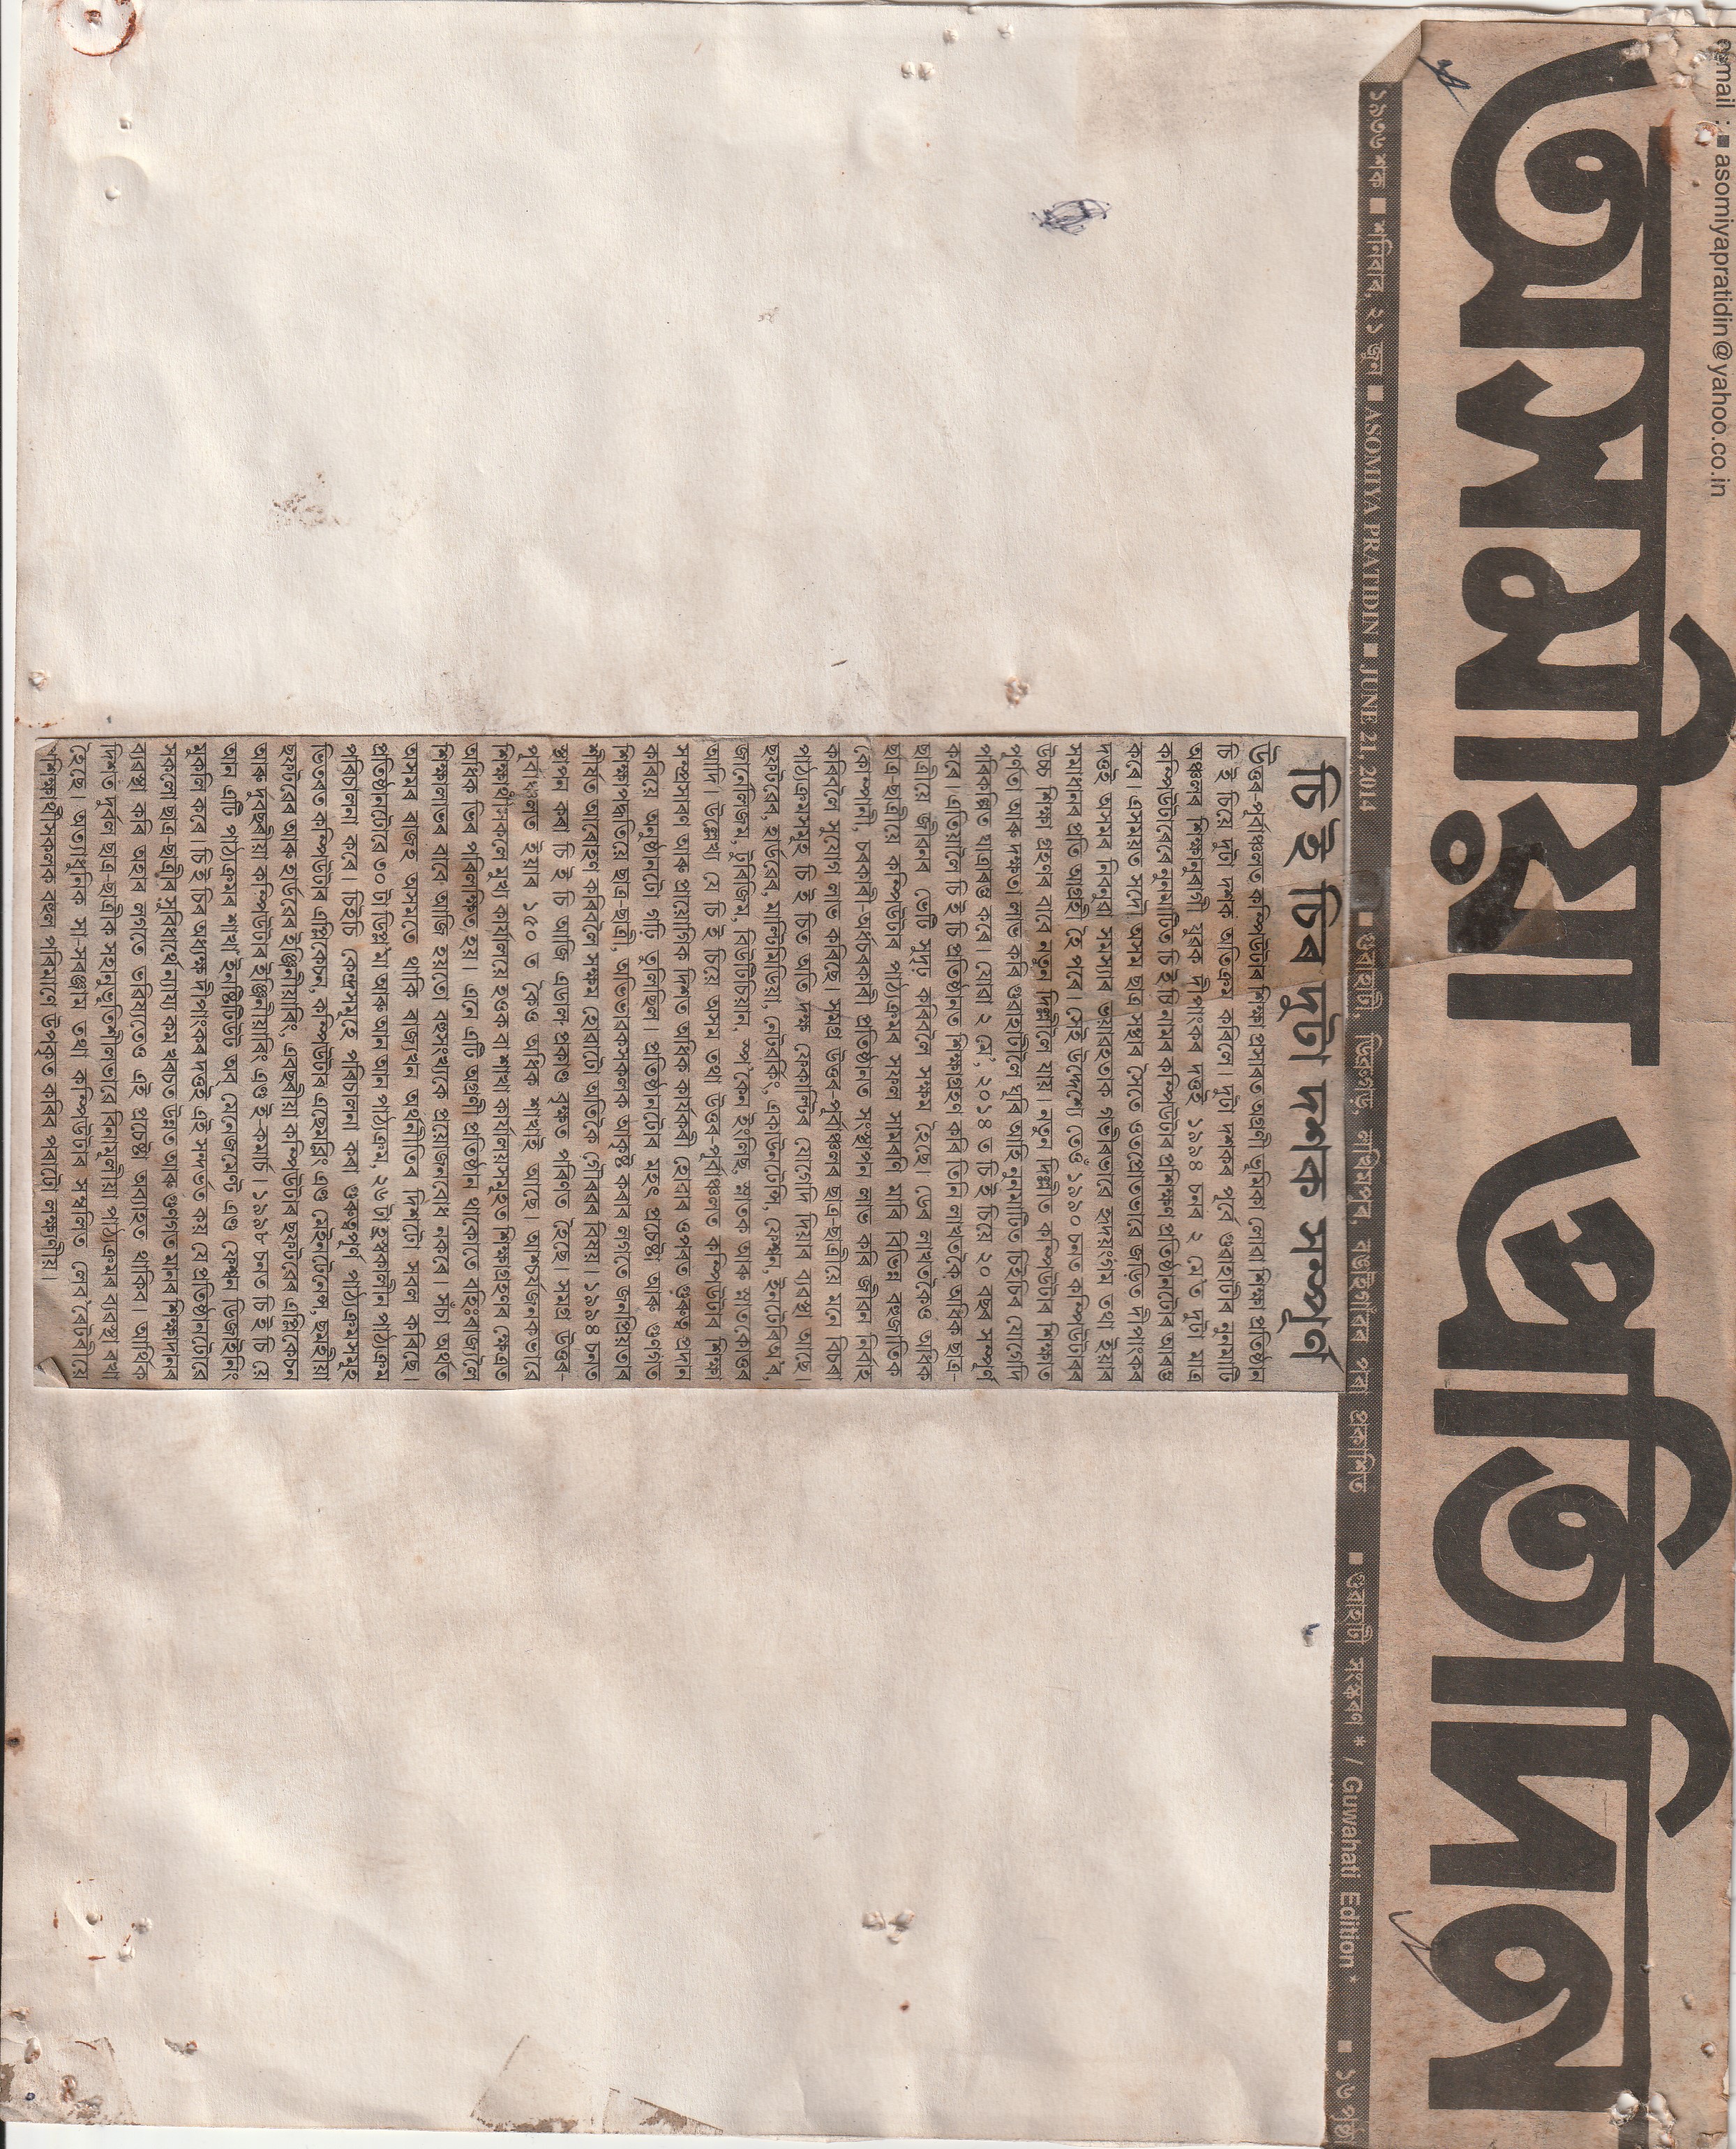 e-mail : ■ asomiyapratidin@yahoo.co.in
অসমীয়া প্ৰতিদিন
১৯৩৬ শক ■ শনিবাৰ, ২১ জুন ■ ASOMIYA PRATIDIN ■ JUNE 21, 2014 ■ গুৱাহাটী, ডিব্ৰুগড়, লখিমপুৰ, বঙাইগাঁৱৰ পৰা প্ৰকাশিত ■ গুৱাহাটী সংস্কৰণ * / Guwahati Edition * ■ ১৬ পৃষ্ঠা
চি ই চিৰ দুটা দশক সম্পূৰ্ণ
উত্তৰ-পূৰ্বাঞ্চলত কম্পিউটাৰ শিক্ষা প্ৰসাৰত অগ্ৰণী ভূমিকা লোৱা শিক্ষা প্ৰতিষ্ঠান
চি ই চিয়ে দুটা দশক অতিক্ৰম কৰিলে। দুটা দশকৰ পূৰ্বে গুৱাহাটীৰ নুনমাটি
অঞ্চলৰ শিক্ষানুৰাগী যুৱক দীপাংকৰ দত্তই ১৯৯৪ চনৰ ২ মে'ত দুটা মাত্ৰ
কম্পিউটাৰেৰে নুনমাটিত চি ই চি নামৰ কম্পিউটাৰ প্ৰশিক্ষণ প্ৰতিষ্ঠানটোৰ আৰম্ভ
কৰে। এসময়ত সদৌ অসম ছাত্ৰ সন্থাৰ সৈতে ওতপ্ৰোতভাৱে জড়িত দীপাংকৰ
দত্তই অসমৰ নিবনুৱা সমস্যাৰ ভয়াৱহতাক গভীৰভাৱে হৃদয়ংগম তথা ইয়াৰ
সমাধানৰ প্ৰতি আগ্ৰহী হৈ পৰে। সেই উদ্দেশ্যে তেওঁ ১৯৯০ চনত কম্পিউটাৰৰ
উচ্চ শিক্ষা গ্ৰহণৰ বাবে নতুন দিল্লীলৈ যায়। নতুন দিল্লীত কম্পিউটাৰ শিক্ষাত
পূৰ্ণতা আৰু দক্ষতা লাভ কৰি গুৱাহাটীলৈ ঘূৰি আহি নুনমাটিত চিইচিৰ যোগেদি
পৰিকল্পিত যাত্ৰাৰম্ভ কৰে। যোৱা ২ মে', ২০১৪ ত চি ই চিয়ে ২০ বছৰ সম্পূৰ্ণ
কৰে। এতিয়ালৈ চি ই চি প্ৰতিষ্ঠানত শিক্ষাগ্ৰহণ কৰি তিনি লাখতকৈ অধিক ছাত্ৰ-
ছাত্ৰীয়ে জীৱনৰ ভেটি সুদৃঢ় কৰিবলৈ সক্ষম হৈছে। ডেৰ লাখতকৈও অধিক
ছাত্ৰ-ছাত্ৰীয়ে কম্পিউটাৰ পাঠ্যক্ৰমৰ সফল সামৰণি মাৰি বিভিন্ন বহুজাতিক
কোম্পানী, চৰকাৰী-অৰ্ধচৰকাৰী প্ৰতিষ্ঠানত সংস্থাপন লাভ কৰি জীৱন নিৰ্বাহ
কৰিবলৈ সুযোগ লাভ কৰিছে। সমগ্ৰ উত্তৰ-পূৰ্বাঞ্চলৰ ছাত্ৰ-ছাত্ৰীয়ে মনে বিচৰা
পাঠ্যক্ৰমসমূহ চি ই চিত অতি দক্ষ ফেকাল্টিৰ যোগেদি দিয়াৰ ব্যৱস্থা আছে।
ছফটৱেৰ, হাৰ্ডৱেৰ, মাল্টিমিডিয়া, নেটৱৰ্কিং, একাউনটেন্সি, ফেশ্বন, ইনটেৰিঅ'ৰ,
জাৰ্নেলিজম, টুৰিজিম, বিউটিচিয়ান, স্প'কেন ইংলিছ, স্নাতক আৰু স্নাতকোত্তৰ
আদি। উল্লেখ্য যে চি ই চিয়ে অসম তথা উত্তৰ-পূৰ্বাঞ্চলত কম্পিউটাৰ শিক্ষা
সম্প্ৰসাৰণ আৰু প্ৰায়োগিক দিশত অধিক কাৰ্যকৰী হোৱাৰ ওপৰত গুৰুত্ব প্ৰদান
কৰিয়ে অনুষ্ঠানটো গঢ়ি তুলিছিল। প্ৰতিষ্ঠানটোৰ মহৎ প্ৰচেষ্টা আৰু গুণগত
শিক্ষাপদ্ধতিয়ে ছাত্ৰ-ছাত্ৰী, অভিভাৱকসকলক আকৃষ্ট কৰাৰ লগতে জনপ্ৰিয়তাৰ
শীৰ্ষত আৰোহণ কৰিবলৈ সক্ষম হোৱাটো অতিকৈ গৌৰৱৰ বিষয়। ১৯৯৪ চনত
স্থাপন কৰা চি ই চি আজি এডাল প্ৰকাণ্ড বৃক্ষত পৰিণত হৈছে। সমগ্ৰ উত্তৰ-
পূৰ্বাঞ্চলত ইয়াৰ ১৫০ ত কৈও অধিক শাখাই আছে। আশ্চৰ্যজনকভাৱে
শিক্ষাৰ্থীসকলে মুখ্য কাৰ্যালয়ে হওক বা শাখা কাৰ্যালয়সমূহত শিক্ষাগ্ৰহণৰ ক্ষেত্ৰত
অধিক ভিৰ পৰিলক্ষিত হয়। এনে এটি অগ্ৰণী প্ৰতিষ্ঠান থাকোতে বহিঃৰাজ্যলৈ
শিক্ষালাভৰ বাবে আজি হয়তো বহুসংখ্যকে প্ৰয়োজনবোধ নকৰে। সঁচা অৰ্থত
অসমৰ ৰাজহ অসমতে থাকি ৰাজ্যখন অৰ্থনীতিৰ দিশটো সবল কৰিছে।
প্ৰতিষ্ঠানটোৱে ৩০ টা ডিপ্ল'মা আৰু আন আন পাঠ্যক্ৰম, ২৬ টা হ্ৰস্বকালীন পাঠ্যক্ৰম
পৰিচালনা কৰে। চিইচি কেন্দ্ৰসমূহে পৰিচালনা কৰা গুৰুত্বপূৰ্ণ পাঠ্যক্ৰমসমূহ
ভিতৰত কম্পিউটাৰ এপ্লিকেচন, কম্পিউটাৰ এছেমব্লিং এণ্ড মেইনটেনেন্স, ছমহীয়া
ছফটৱেৰ আৰু হাৰ্ডৱেৰ ইঞ্জিনীয়াৰিং, এবছৰীয়া কম্পিউটাৰ ছফটৱেৰ এপ্লিকেচন
আৰু দুবছৰীয়া কম্পিউটাৰ ইঞ্জিনীয়াৰিং এণ্ড ই-কমাৰ্চ। ১৯৯৮ চনত চি ই চি য়ে
আন এটি পাঠ্যক্ৰমৰ শাখা ইনষ্টিটিউট অব্ মেনেজমেণ্ট এণ্ড ফেশ্বন ডিজাইনিং
মুকলি কৰে। চি ই চিৰ অধ্যক্ষ দীপাংকৰ দত্তই এই সন্দৰ্ভত কয় যে প্ৰতিষ্ঠানটোৱে
সকলো ছাত্ৰ-ছাত্ৰীৰ সুবিধাৰ্থে ন্যায্য কম খৰচত উন্নত আৰু গুণগত মানৰ শিক্ষাদানৰ
ব্যৱস্থা কৰি অহাৰ লগতে ভৱিষ্যতেও এই প্ৰচেষ্টা অব্যাহত থাকিব। আৰ্থিক
দিশত দুৰ্বল ছাত্ৰ-ছাত্ৰীক সহানুভূতিশীলভাৱে বিনামূলীয়া পাঠ্যক্ৰমৰ ব্যৱস্থা ৰখা
হৈছে। অত্যাধুনিক সা-সৰঞ্জাম তথা কম্পিউটাৰ সম্বলিত লেব'ৰেটৰীয়ে
শিক্ষাৰ্থীসকলক বহুল পৰিমাণে উপকৃত কৰিব পৰাটো লক্ষ্যণীয়।